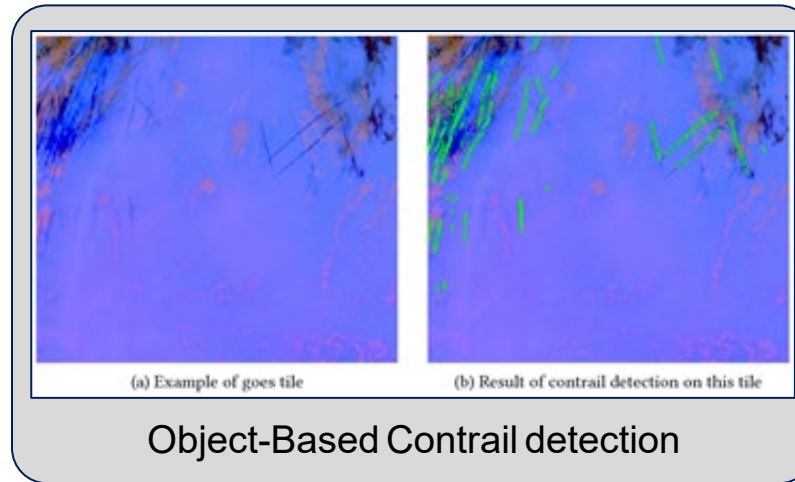 (a) Example of goes tile
(b) Result of contrail detection on this tile
Object-Based Contrail detection